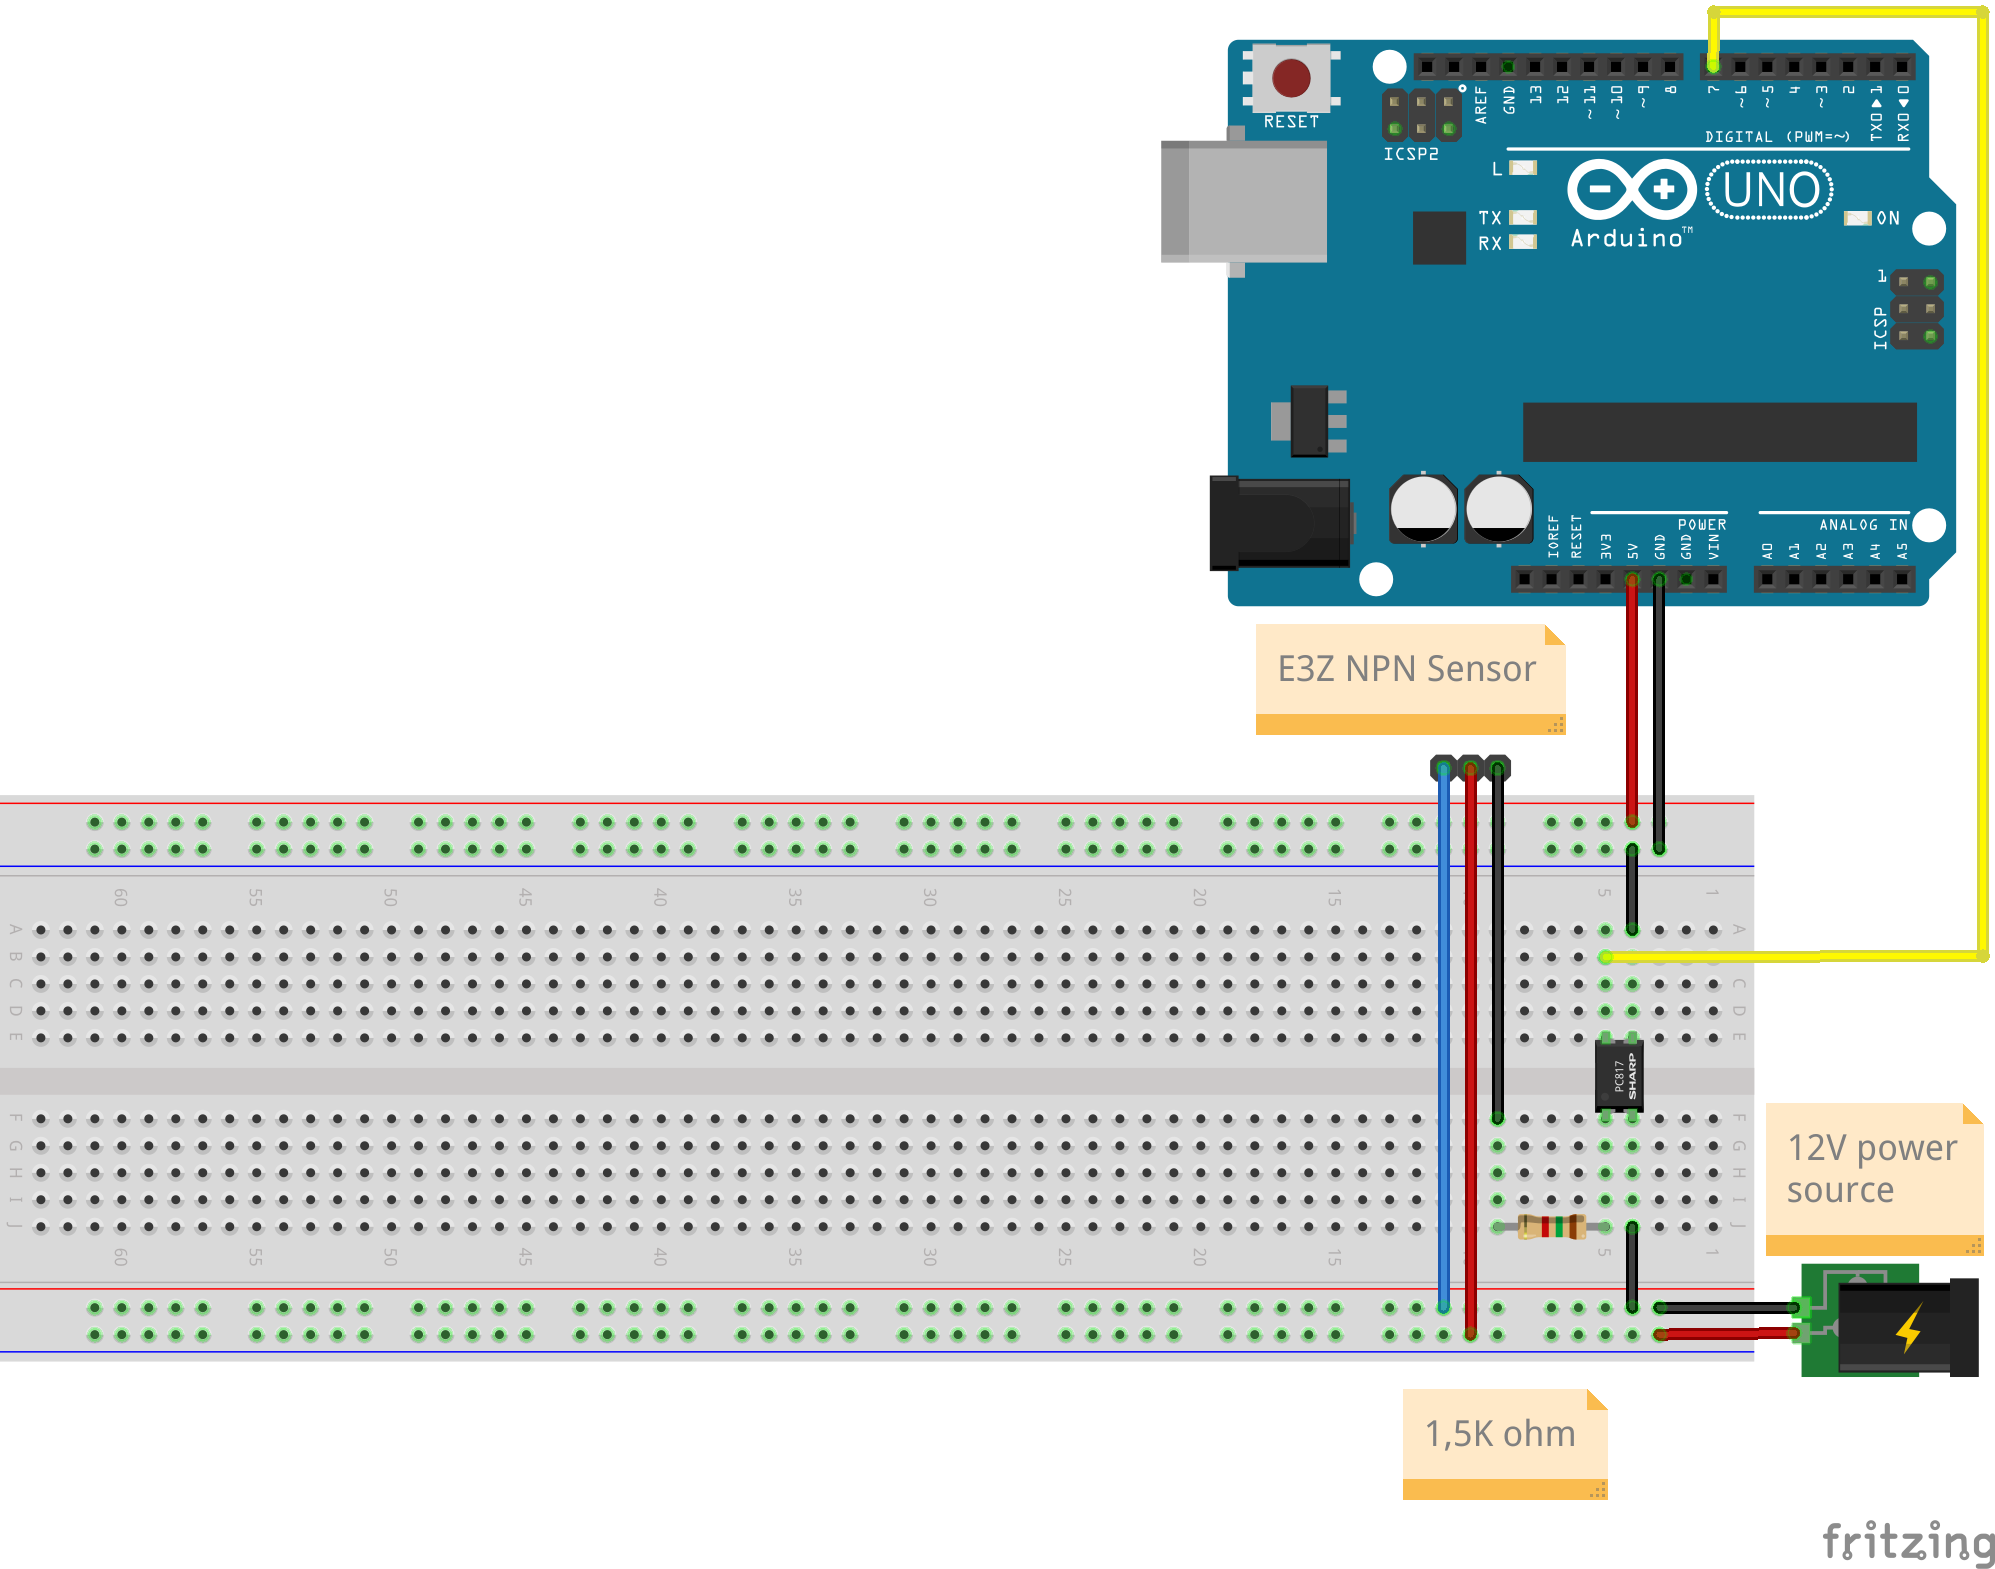 RESET
ICSP2
AREF
GND
13
12
~11
~10
~9
8
7
~6
~5
4
~3
2
TX0▶1
RX0◀0
DIGITAL (PWM=~)
L
TX
RX
UNO
Arduino™
ON
1
ICSP
IOREF
RESET
3V3
5V
GND
GND
VIN
POWER
ANALOG IN
A0
A1
A2
A3
A4
A5
E3Z NPN Sensor
60 55 50 45 40 35 30 25 20 15 5 1
A A
B
C C
D D
E E
PC817
SHARP
F F
G G
H H
I I
J J
60 55 50 45 40 35 30 25 20 15 5 1
12V power
source
1,5K ohm
fritzing